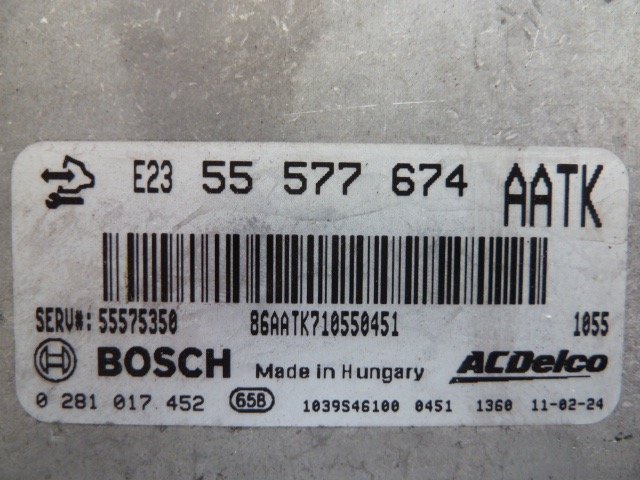 E23 55 577 674 AATK
SERV#: 55575350 86AATK710550451 1055
BOSCH Made in Hungary ACDelco
0 281 017 452 65B 1039S46100 0451 1360 11-02-24